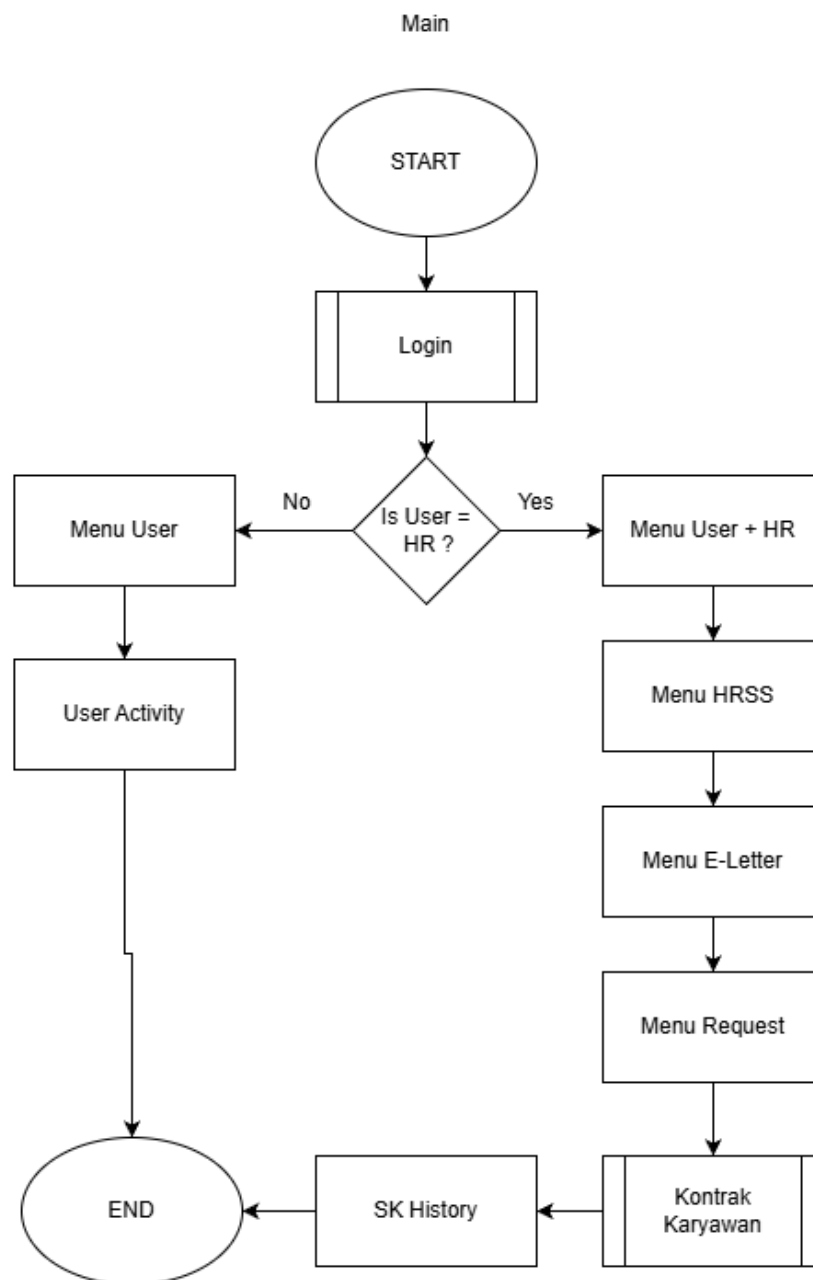 Main
START
Login
No
Is User =
HR ?
Yes
Menu User
Menu User + HR
User Activity
Menu HRSS
Menu E-Letter
Menu Request
END
SK History
Kontrak
Karyawan